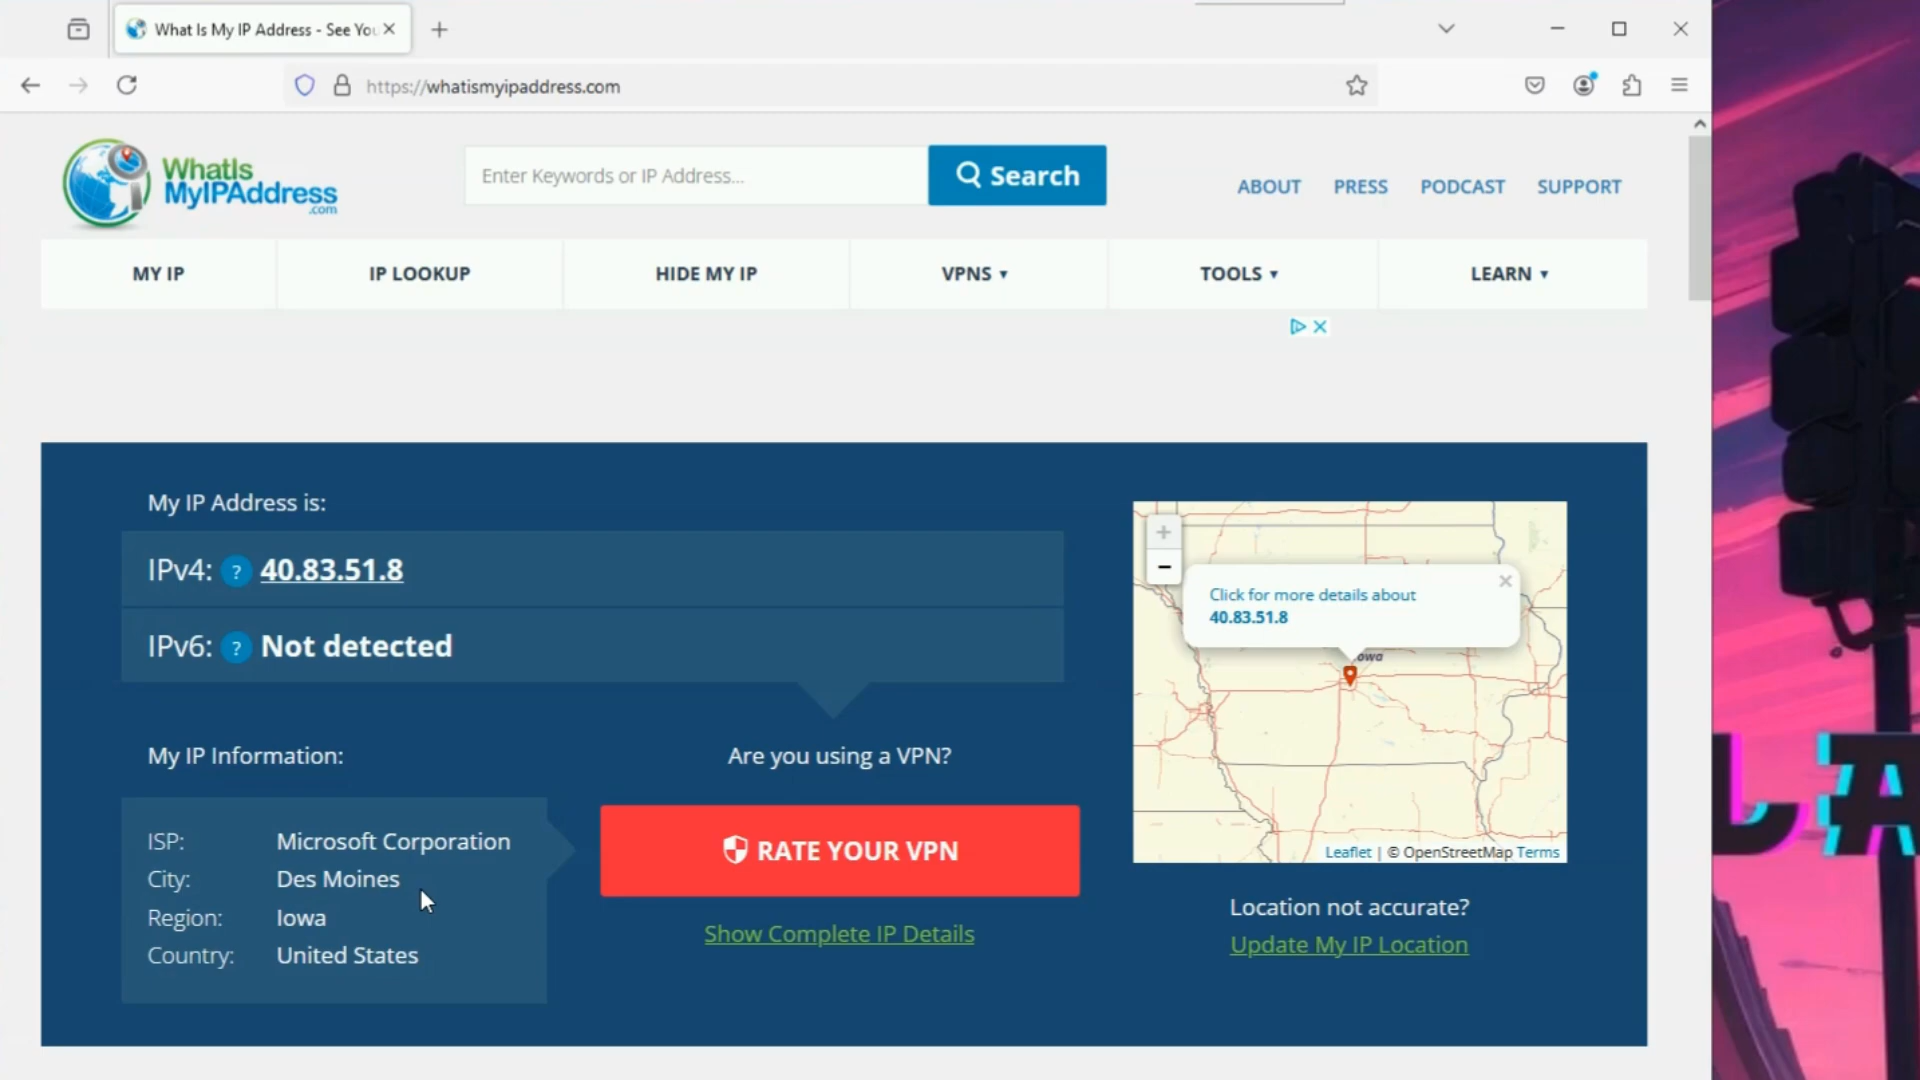 What Is My IP Address - See You
https://whatismyipaddress.com
WhatIs
MyIPAddress
.com
Enter Keywords or IP Address...
Search
ABOUT
PRESS
PODCAST
SUPPORT
MY IP
IP LOOKUP
HIDE MY IP
VPNS
TOOLS
LEARN
My IP Address is:
IPv4: ? 40.83.51.8
IPv6: ? Not detected
Click for more details about
40.83.51.8
Iowa
+
−
My IP Information:
Are you using a VPN?
ISP: Microsoft Corporation
City: Des Moines
Region: Iowa
Country: United States
RATE YOUR VPN
Show Complete IP Details
Leaflet | © OpenStreetMap Terms
Location not accurate?
Update My IP Location